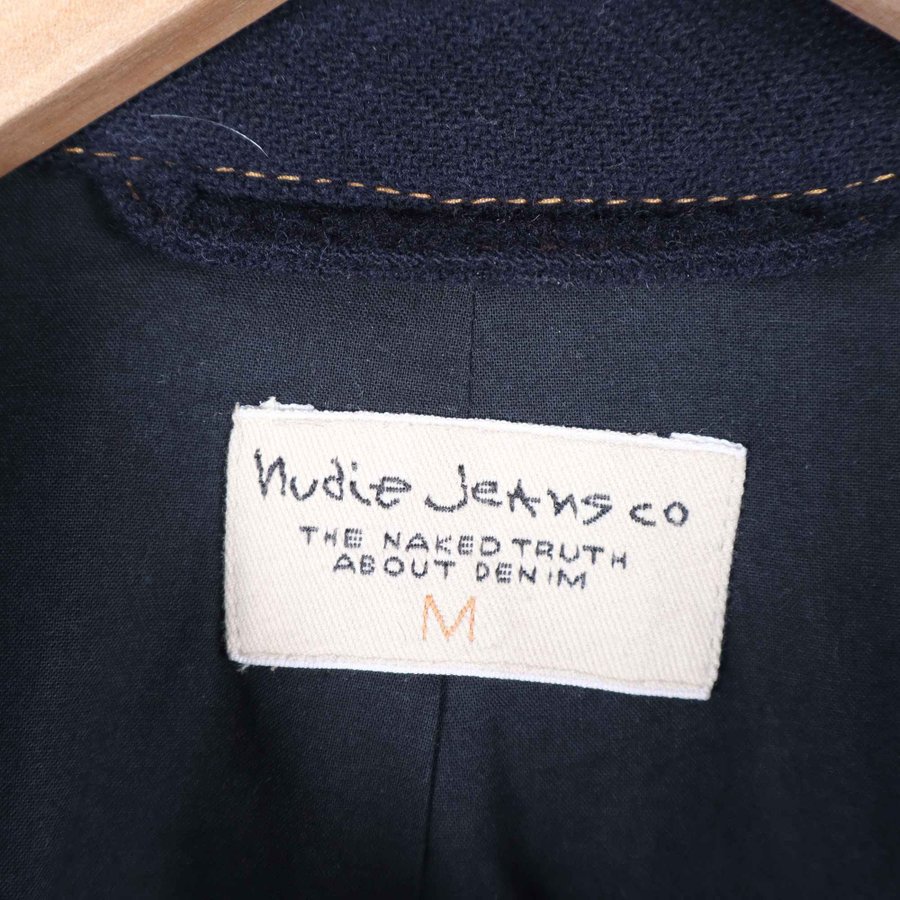 Nudie Jeans co
THE NAKED TRUTH
ABOUT DENIM
M